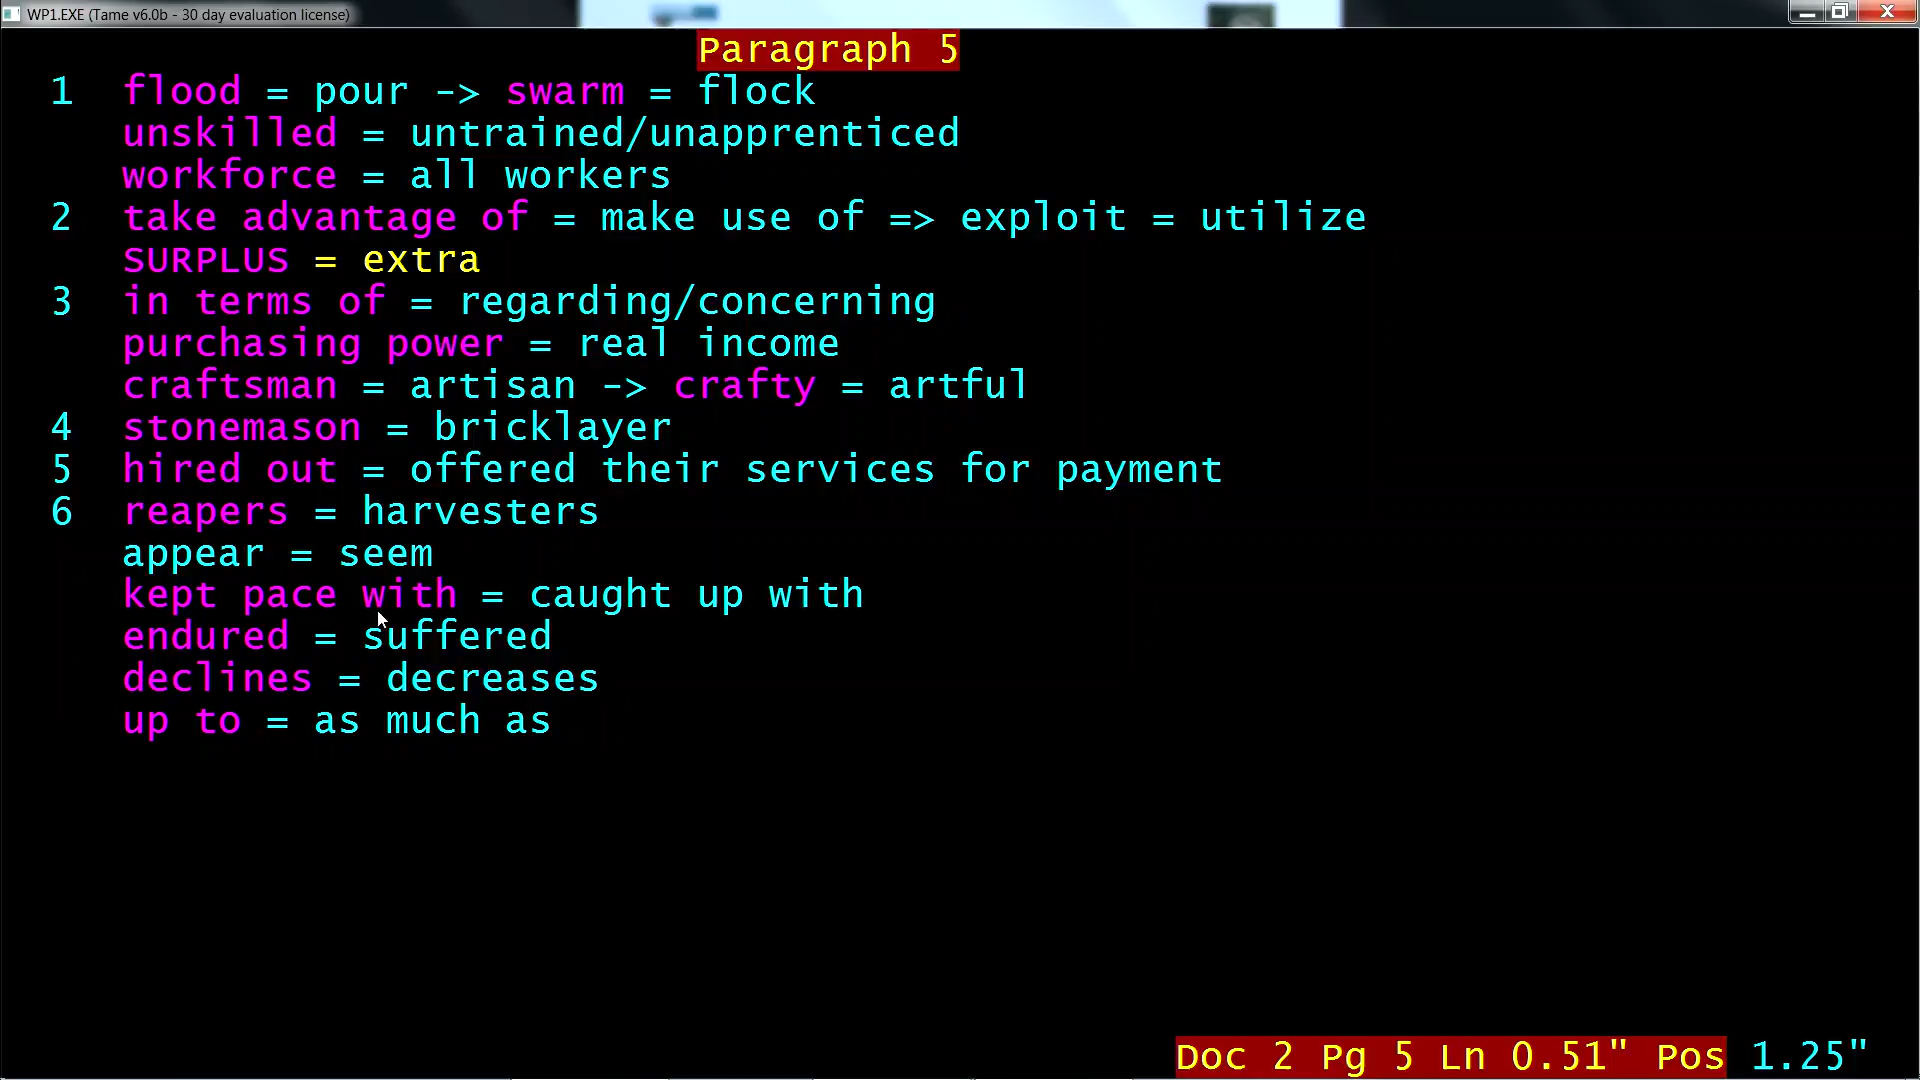 WP1.EXE (Tame v6.0b - 30 day evaluation license)
Paragraph 5
1 flood = pour -> swarm = flock
unskilled = untrained/unapprenticed
workforce = all workers
2 take advantage of = make use of => exploit = utilize
SURPLUS = extra
3 in terms of = regarding/concerning
purchasing power = real income
craftsman = artisan -> crafty = artful
4 stonemason = bricklayer
5 hired out = offered their services for payment
6 reapers = harvesters
appear = seem
kept pace with = caught up with
endured = suffered
declines = decreases
up to = as much as
Doc 2 Pg 5 Ln 0.51" Pos 1.25"